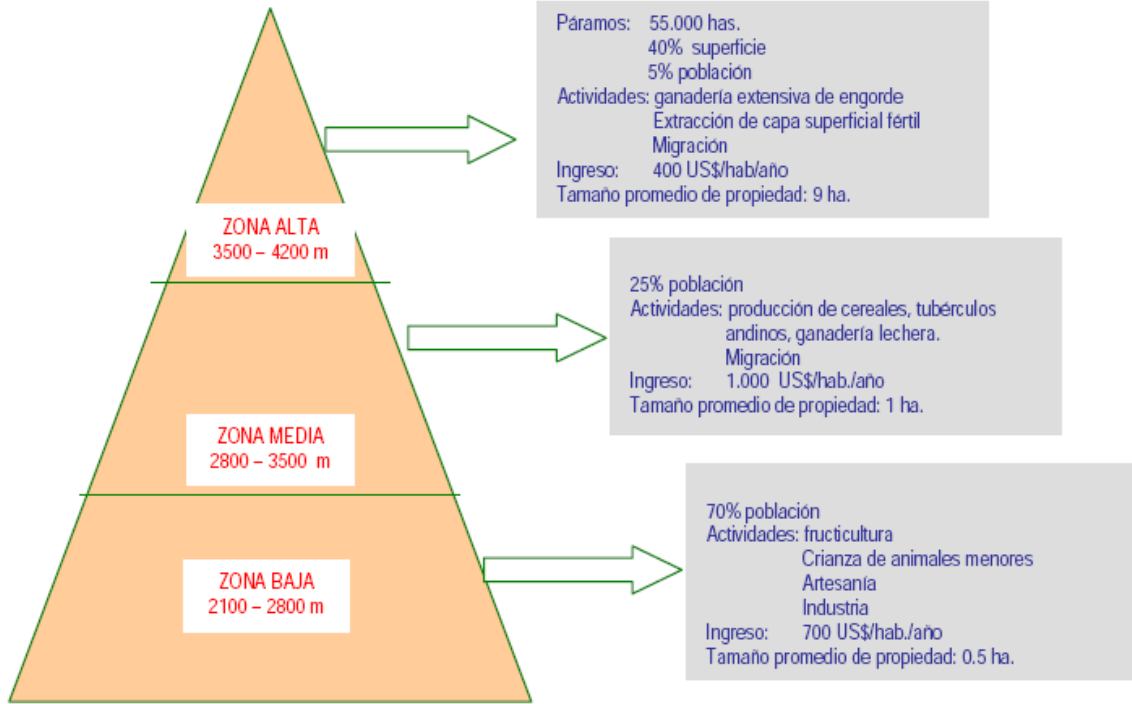 Páramos: 55.000 has.
40% superficie
5% población
Actividades: ganadería extensiva de engorde
Extracción de capa superficial fértil
Migración
Ingreso: 400 US$/hab/año
Tamaño promedio de propiedad: 9 ha.
ZONA ALTA
3500 – 4200 m
25% población
Actividades: producción de cereales, tubérculos
andinos, ganadería lechera.
Migración
Ingreso: 1.000 US$/hab./año
Tamaño promedio de propiedad: 1 ha.
ZONA MEDIA
2800 – 3500 m
70% población
Actividades: fructicultura
Crianza de animales menores
Artesanía
Industria
Ingreso: 700 US$/hab./año
Tamaño promedio de propiedad: 0.5 ha.
ZONA BAJA
2100 – 2800 m